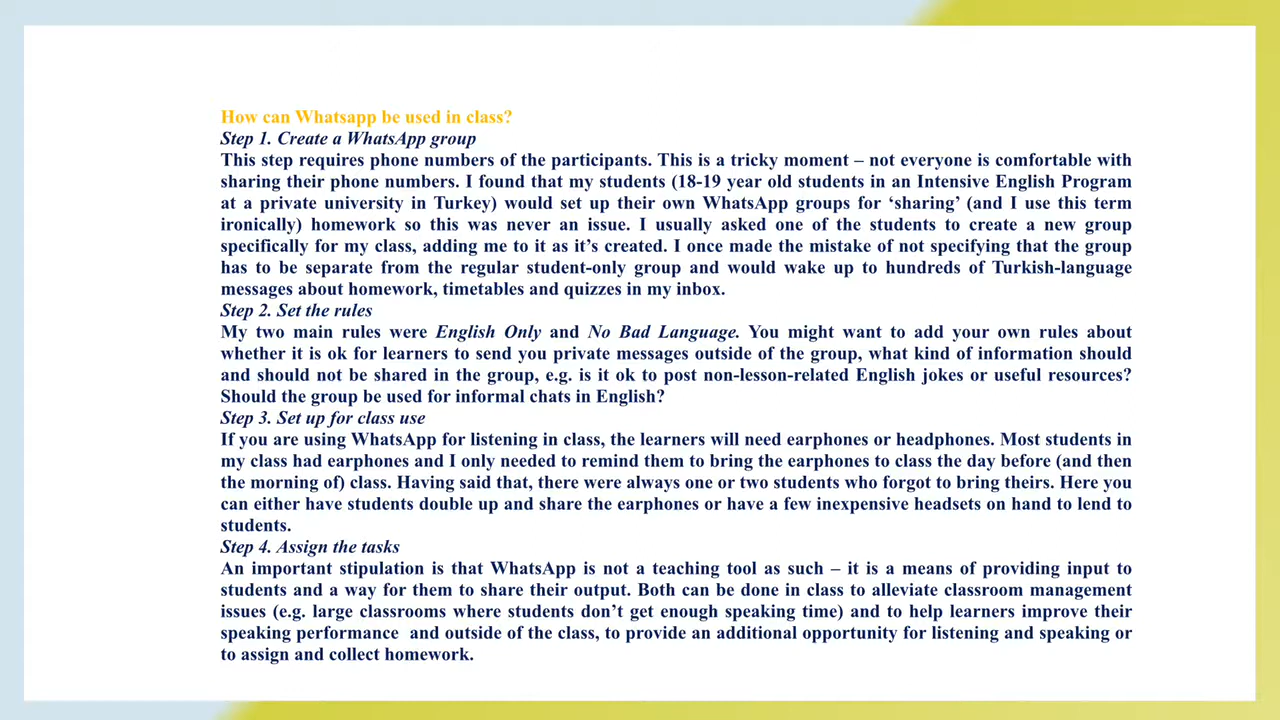 How can Whatsapp be used in class?
Step 1. Create a WhatsApp group
This step requires phone numbers of the participants. This is a tricky moment – not everyone is comfortable with
sharing their phone numbers. I found that my students (18-19 year old students in an Intensive English Program
at a private university in Turkey) would set up their own WhatsApp groups for ‘sharing’ (and I use this term
ironically) homework so this was never an issue. I usually asked one of the students to create a new group
specifically for my class, adding me to it as it’s created. I once made the mistake of not specifying that the group
has to be separate from the regular student-only group and would wake up to hundreds of Turkish-language
messages about homework, timetables and quizzes in my inbox.
Step 2. Set the rules
My two main rules were English Only and No Bad Language. You might want to add your own rules about
whether it is ok for learners to send you private messages outside of the group, what kind of information should
and should not be shared in the group, e.g. is it ok to post non-lesson-related English jokes or useful resources?
Should the group be used for informal chats in English?
Step 3. Set up for class use
If you are using WhatsApp for listening in class, the learners will need earphones or headphones. Most students in
my class had earphones and I only needed to remind them to bring the earphones to class the day before (and then
the morning of) class. Having said that, there were always one or two students who forgot to bring theirs. Here you
can either have students double up and share the earphones or have a few inexpensive headsets on hand to lend to
students.
Step 4. Assign the tasks
An important stipulation is that WhatsApp is not a teaching tool as such – it is a means of providing input to
students and a way for them to share their output. Both can be done in class to alleviate classroom management
issues (e.g. large classrooms where students don’t get enough speaking time) and to help learners improve their
speaking performance  and outside of the class, to provide an additional opportunity for listening and speaking or
to assign and collect homework.